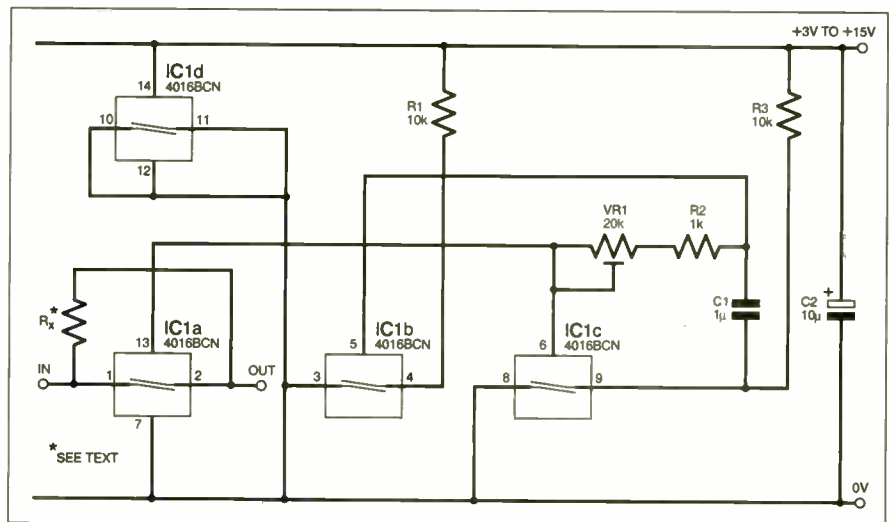 +3V TO +15V
IC1d
4016BCN
14
10
11
12
R1
10k
R3
10k
VR1
20k
R2
1k
Rx*
13
IC1a
4016BCN
5
IC1b
4016BCN
6
IC1c
4016BCN
C1
1μ
+
C2
10μ
IN
1
2
OUT
3
4
8
9
7
*SEE TEXT
0V